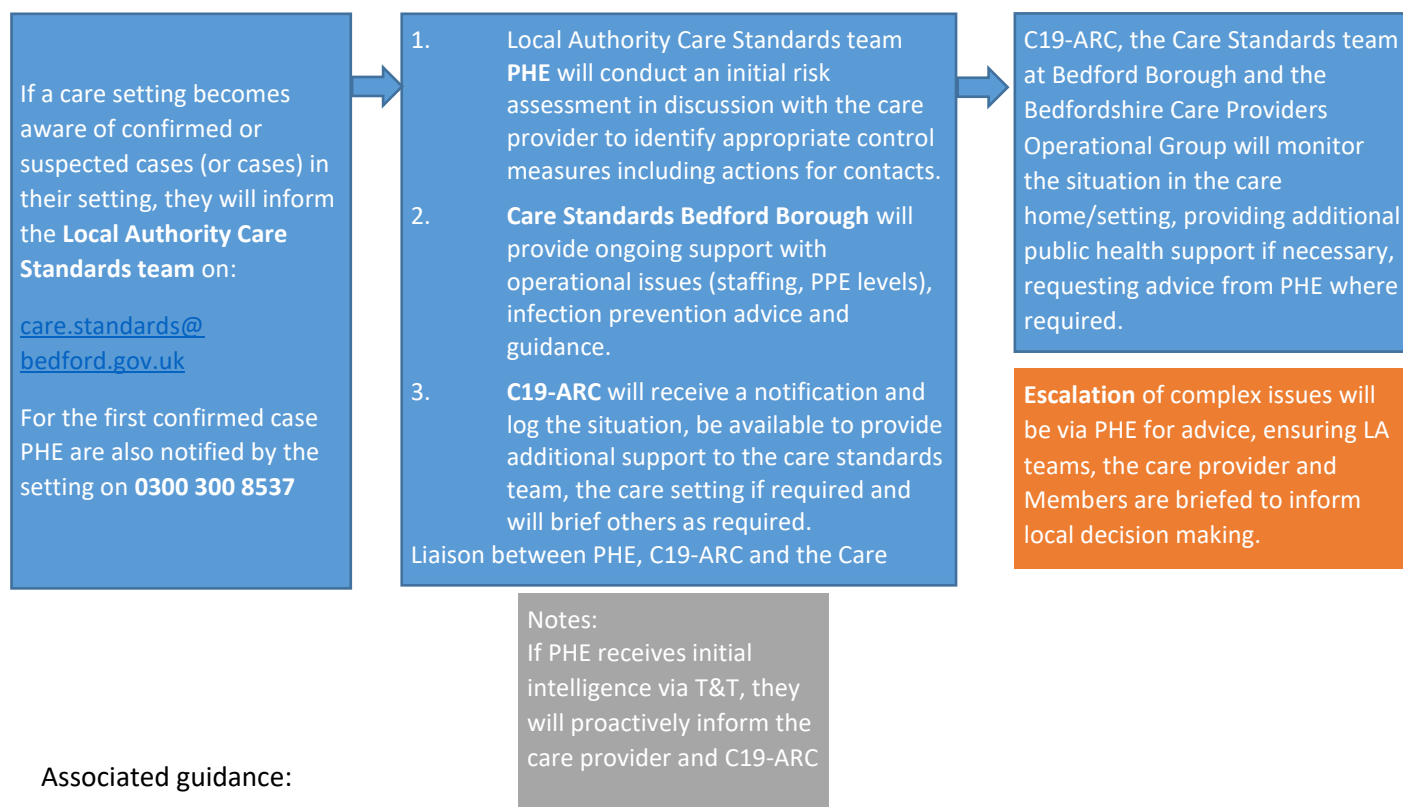 If a care setting becomes
aware of confirmed or
suspected cases (or cases) in
their setting, they will inform
the Local Authority Care
Standards team on:
care.standards@
bedford.gov.uk
For the first confirmed case
PHE are also notified by the
setting on 0300 300 8537
1. Local Authority Care Standards team
PHE will conduct an initial risk
assessment in discussion with the care
provider to identify appropriate control
measures including actions for contacts.
2. Care Standards Bedford Borough will
provide ongoing support with
operational issues (staffing, PPE levels),
infection prevention advice and
guidance.
3. C19-ARC will receive a notification and
log the situation, be available to provide
additional support to the care standards
team, the care setting if required and
will brief others as required.
Liaison between PHE, C19-ARC and the Care
C19-ARC, the Care Standards team
at Bedford Borough and the
Bedfordshire Care Providers
Operational Group will monitor
the situation in the care
home/setting, providing additional
public health support if necessary,
requesting advice from PHE where
required.
Escalation of complex issues will
be via PHE for advice, ensuring LA
teams, the care provider and
Members are briefed to inform
local decision making.
Notes:
If PHE receives initial
intelligence via T&T, they
will proactively inform the
care provider and C19-ARC
Associated guidance: